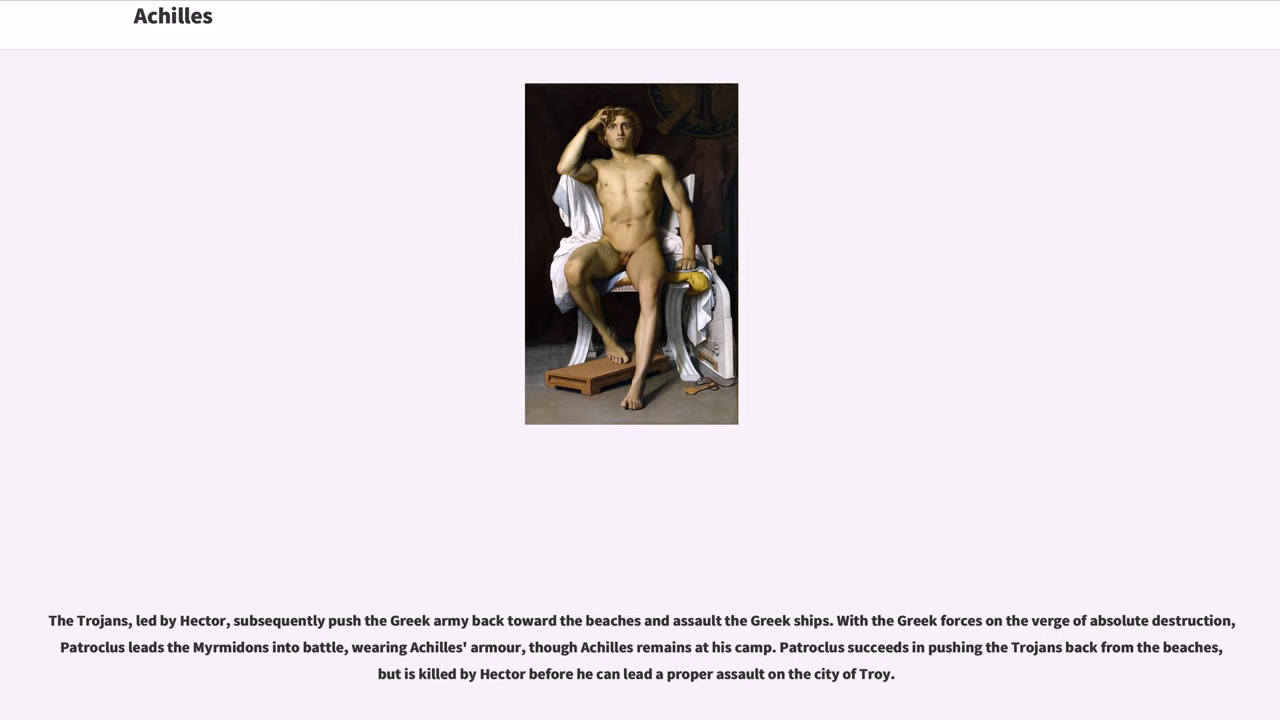 Achilles
The Trojans, led by Hector, subsequently push the Greek army back toward the beaches and assault the Greek ships. With the Greek forces on the verge of absolute destruction,
Patroclus leads the Myrmidons into battle, wearing Achilles' armour, though Achilles remains at his camp. Patroclus succeeds in pushing the Trojans back from the beaches,
but is killed by Hector before he can lead a proper assault on the city of Troy.